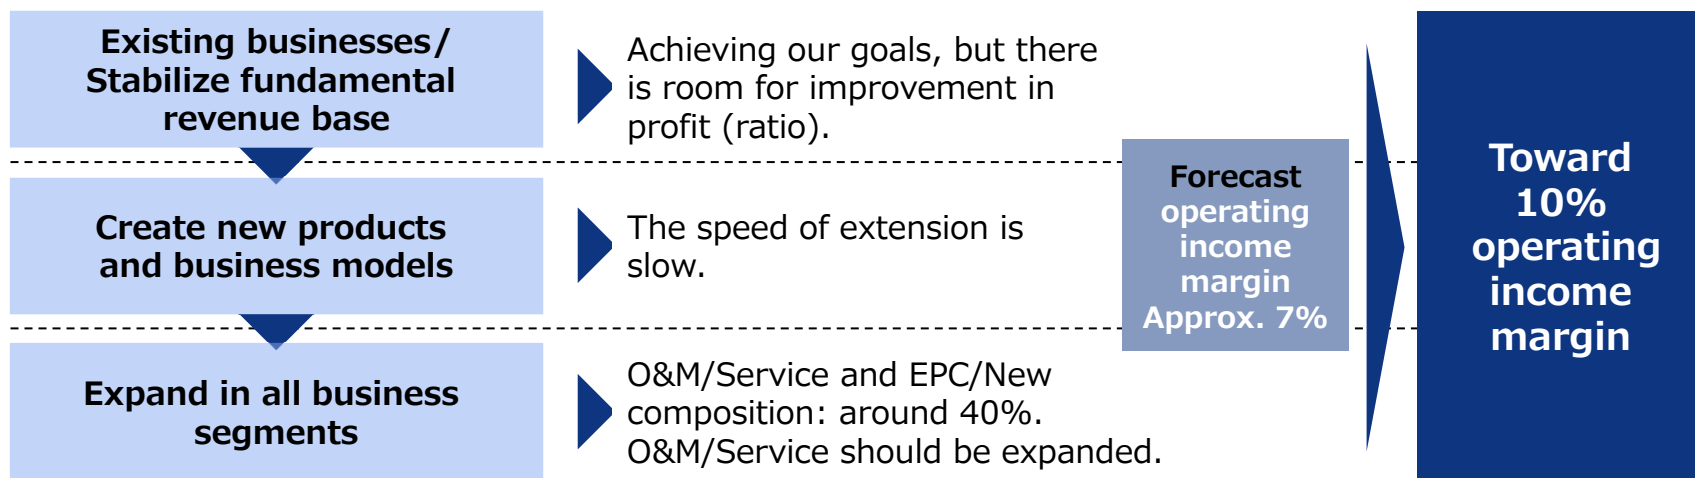 Existing businesses/
Stabilize fundamental
revenue base
Achieving our goals, but there
is room for improvement in
profit (ratio).
Create new products
and business models
The speed of extension is
slow.
Expand in all business
segments
O&M/Service and EPC/New
composition: around 40%.
O&M/Service should be expanded.
Forecast
operating
income
margin
Approx. 7%
Toward
10%
operating
income
margin